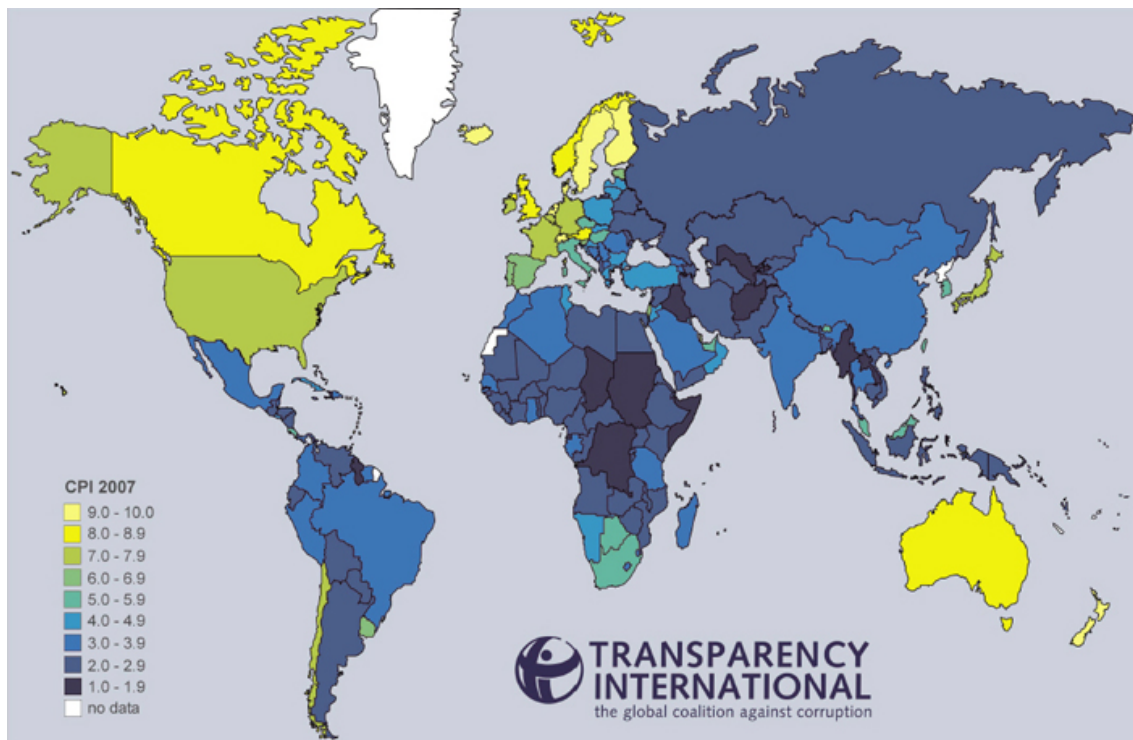 CPI 2007
9.0 - 10.0
8.0 - 8.9
7.0 - 7.9
6.0 - 6.9
5.0 - 5.9
4.0 - 4.9
3.0 - 3.9
2.0 - 2.9
1.0 - 1.9
no data
TRANSPARENCY
INTERNATIONAL
the global coalition against corruption